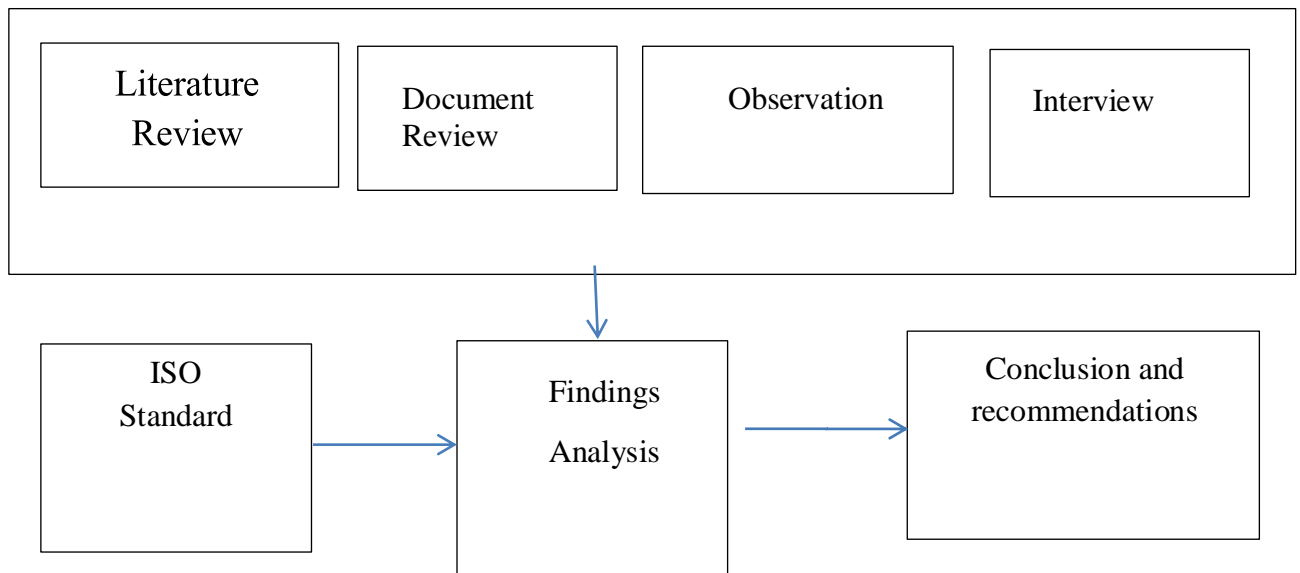 Literature
Review
Document
Review
Observation
Interview
ISO
Standard
Findings
Analysis
Conclusion and
recommendations